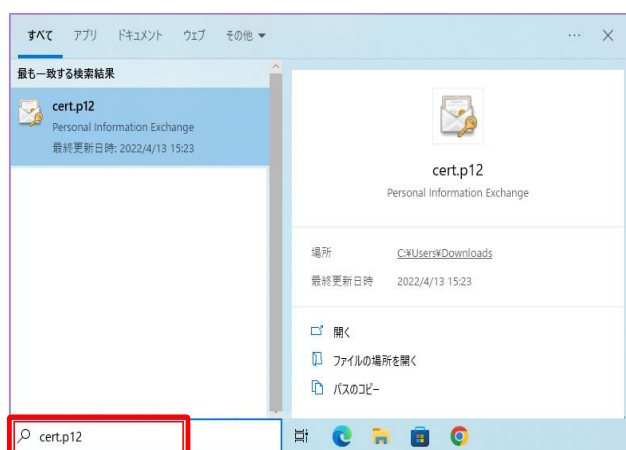 すべて アプリ ドキュメント ウェブ その他 ▼ … ×
最も一致する検索結果
cert.p12
Personal Information Exchange
最終更新日時: 2022/4/13 15:23
cert.p12
Personal Information Exchange
場所 C:¥Users¥Downloads
最終更新日時 2022/4/13 15:23
開く
ファイルの場所を開く
パスのコピー
cert.p12